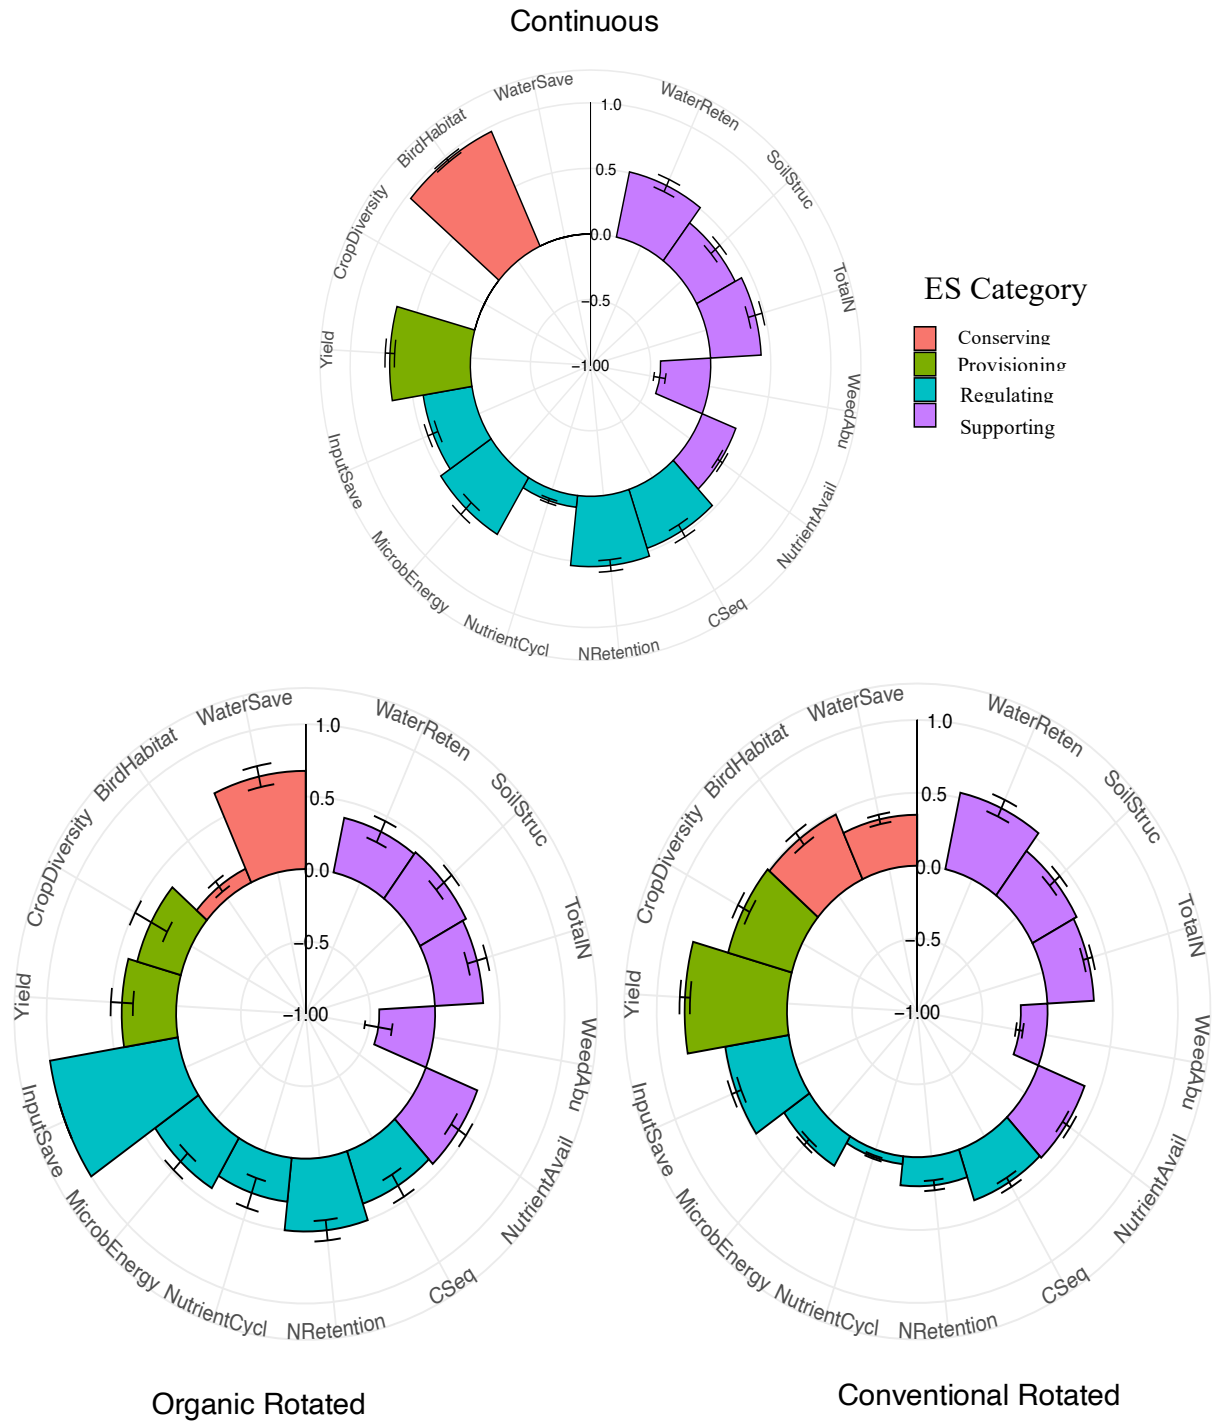 Continuous
WaterSave
WaterReten
BirdHabitat
SoilStruc
CropDiversity
TotalN
Yield
WeedAbu
InputSave
NutrientAvail
MicrobEnergy
CSeq
NutrientCycl
NRetention
1.0
0.5
0.0
−0.5
−1.00
ES Category
Conserving
Provisioning
Regulating
Supporting
WaterSave
WaterReten
BirdHabitat
SoilStruc
CropDiversity
TotalN
Yield
WeedAbu
InputSave
NutrientAvail
MicrobEnergy
CSeq
NutrientCycl
NRetention
1.0
0.5
0.0
−0.5
−1.00
Organic Rotated
WaterSave
WaterReten
BirdHabitat
SoilStruc
CropDiversity
TotalN
Yield
WeedAbu
InputSave
NutrientAvail
MicrobEnergy
CSeq
NutrientCycl
NRetention
1.0
0.5
0.0
−0.5
−1.00
Conventional Rotated